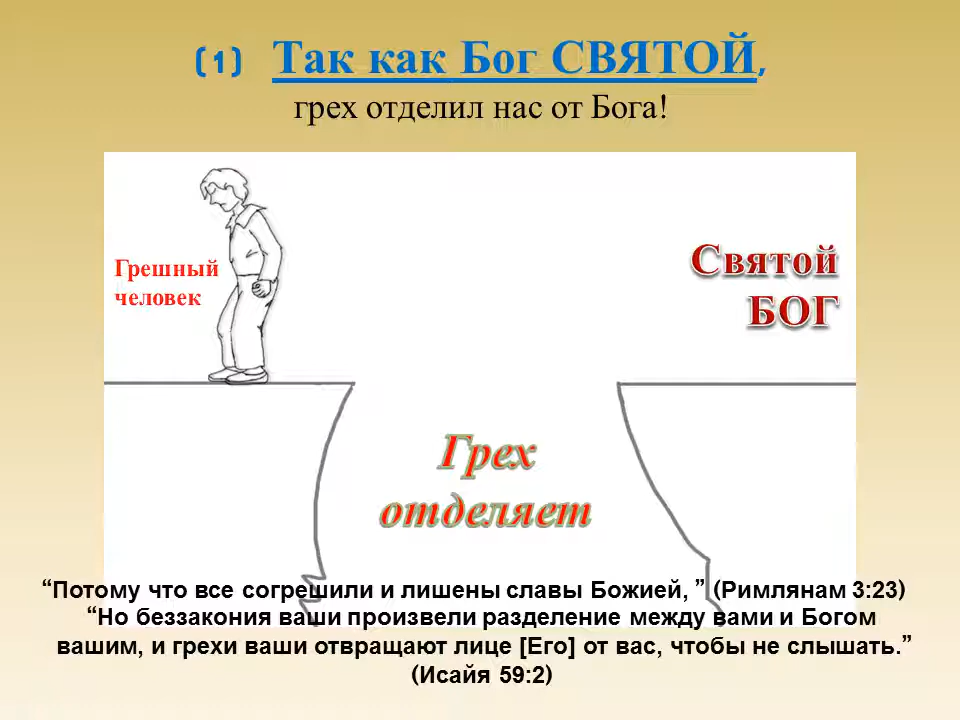 (1) Так как Бог СВЯТОЙ,
грех отделил нас от Бога!
Грешный
человек
Святой
БОГ
Грех
отделяет
“Потому что все согрешили и лишены славы Божией, ” (Римлянам 3:23)
“Но беззакония ваши произвели разделение между вами и Богом
вашим, и грехи ваши отвращают лице [Его] от вас, чтобы не слышать.”
(Исайя 59:2)